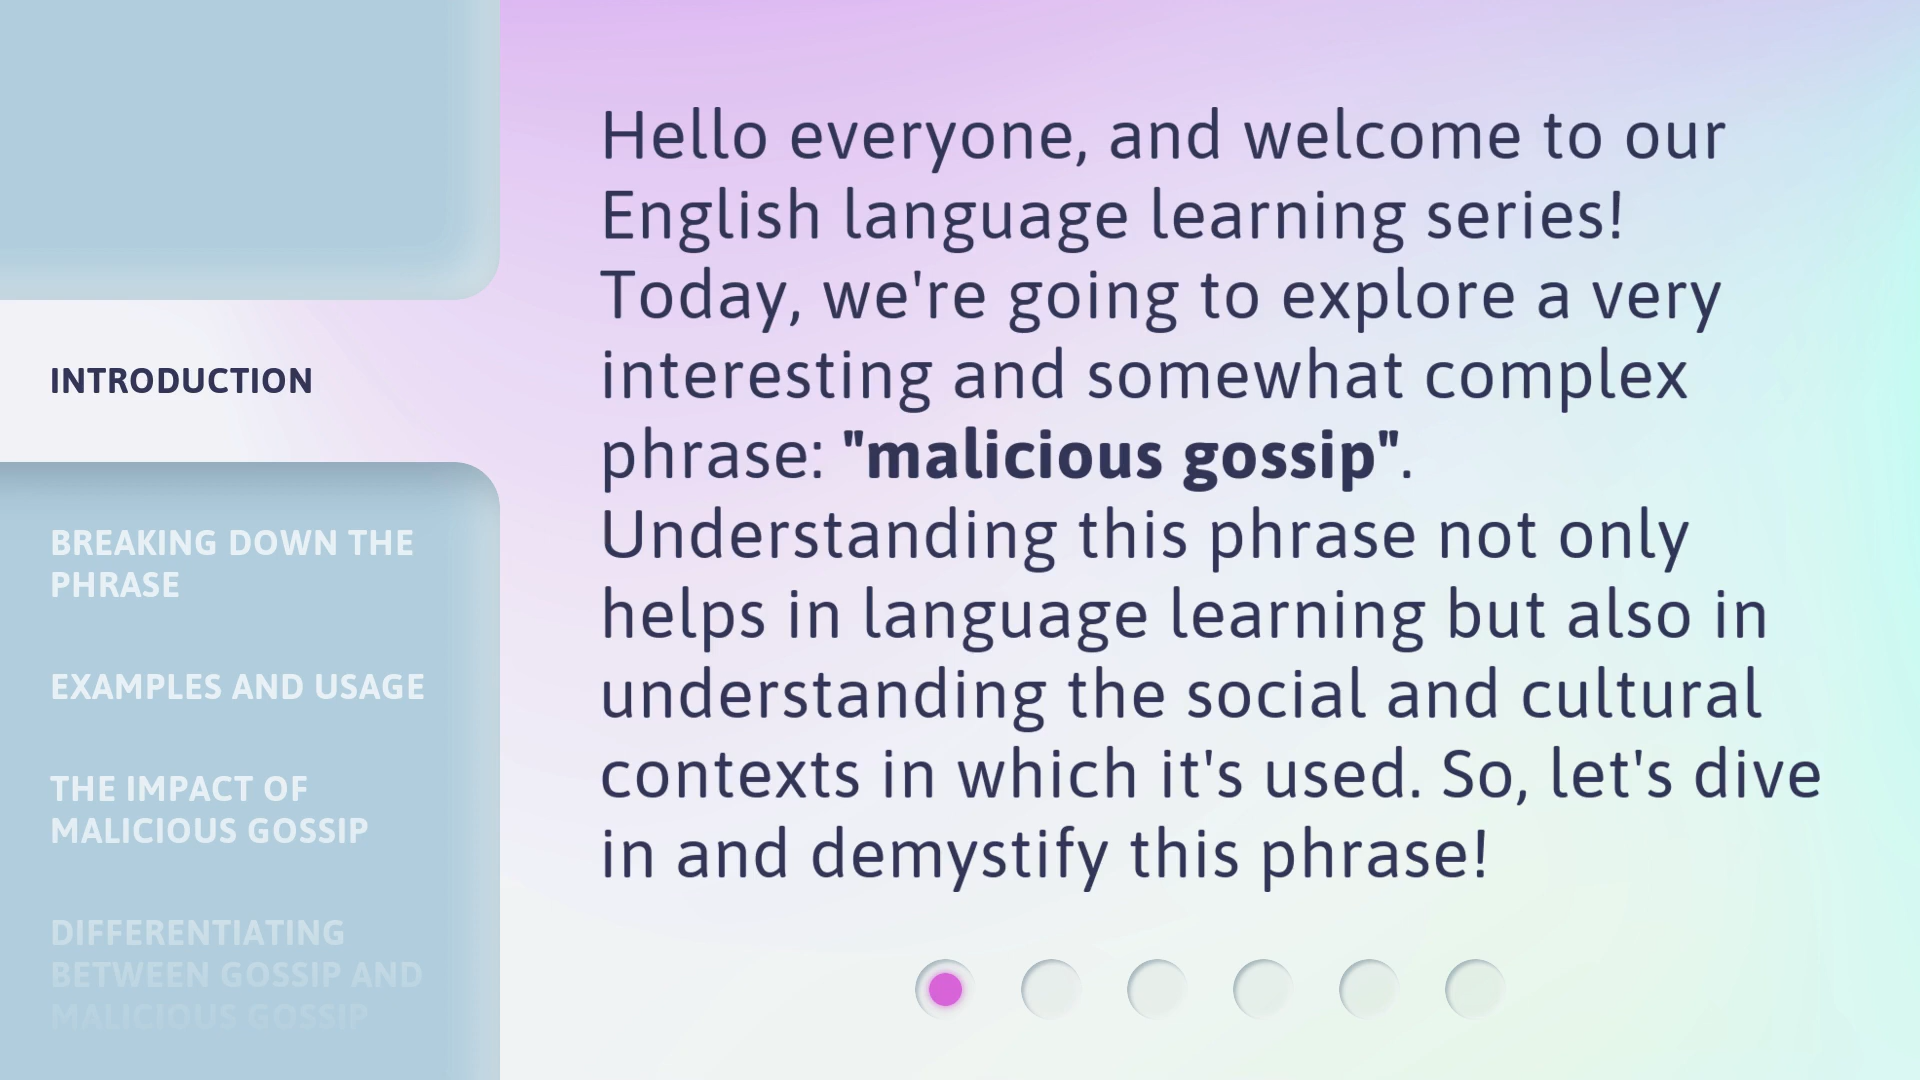 INTRODUCTION
BREAKING DOWN THE
PHRASE
EXAMPLES AND USAGE
THE IMPACT OF
MALICIOUS GOSSIP
DIFFERENTIATING
BETWEEN GOSSIP AND
MALICIOUS GOSSIP
Hello everyone, and welcome to our
English language learning series!
Today, we're going to explore a very
interesting and somewhat complex
phrase: "malicious gossip".
Understanding this phrase not only
helps in language learning but also in
understanding the social and cultural
contexts in which it's used. So, let's dive
in and demystify this phrase!